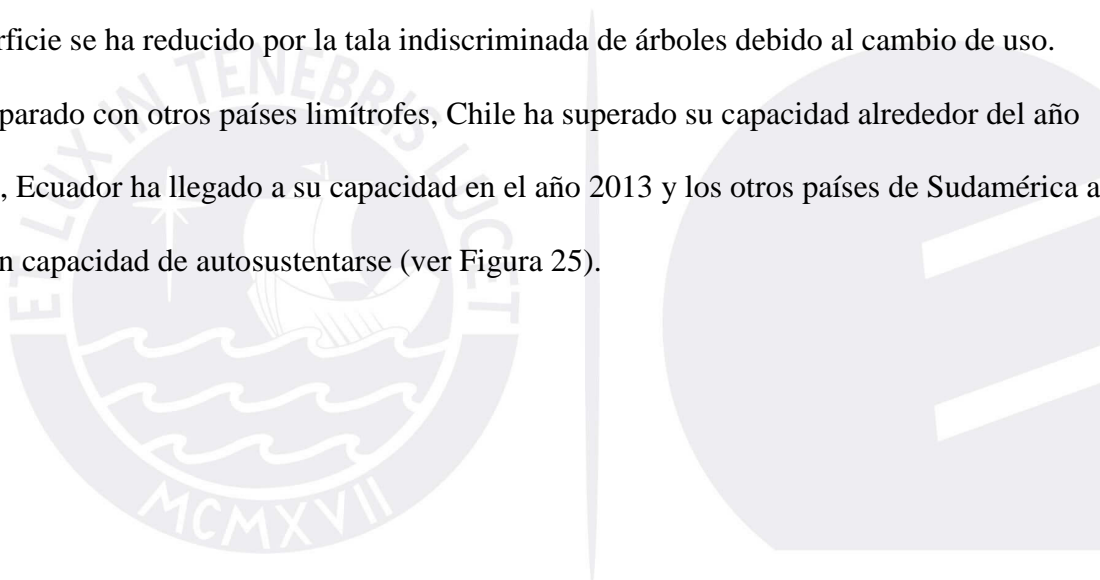 rficie se ha reducido por la tala indiscriminada de árboles debido al cambio de uso.
parado con otros países limítrofes, Chile ha superado su capacidad alrededor del año
, Ecuador ha llegado a su capacidad en el año 2013 y los otros países de Sudamérica a
n capacidad de autosustentarse (ver Figura 25).
ET LUX IN TENEBRIS LUCET
MCMXVII